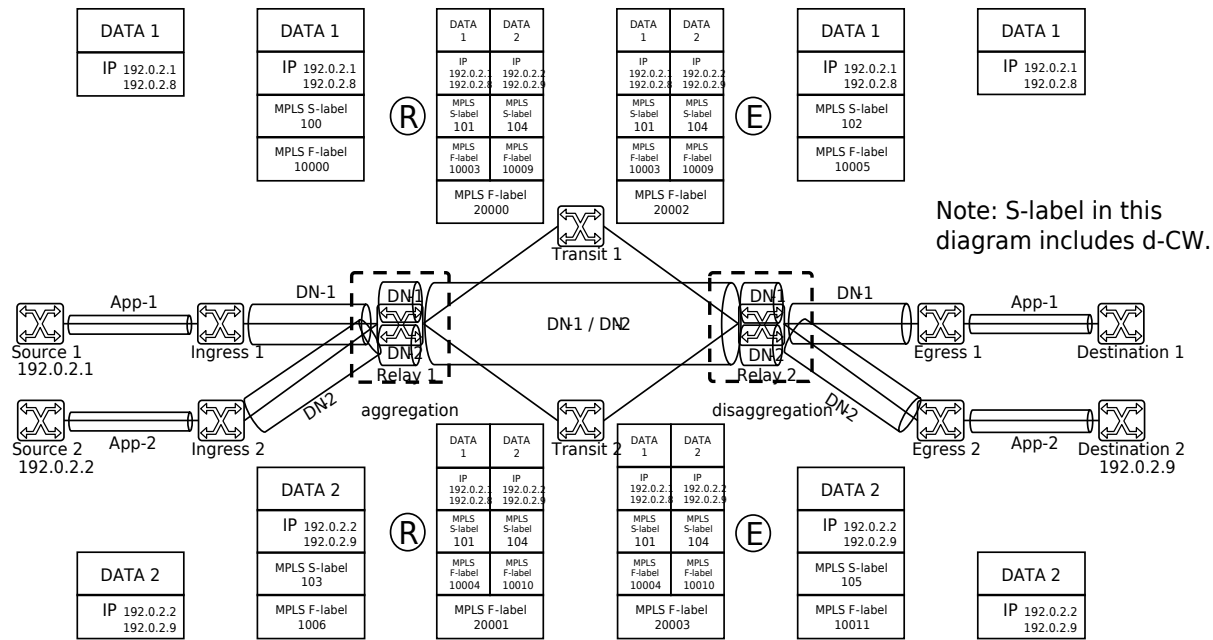 DATA 1
IP 192.0.2.1
192.0.2.8
DATA 1
IP 192.0.2.1
192.0.2.8
MPLS S-label
100
MPLS F-label
10000
R
DATA
1
DATA
2
IP
192.0.2.1
192.0.2.8
IP
192.0.2.2
192.0.2.9
MPLS
S-label
101
MPLS
S-label
104
MPLS
F-label
10003
MPLS
F-label
10009
MPLS F-label
20000
DATA
1
DATA
2
IP
192.0.2.1
192.0.2.8
IP
192.0.2.2
192.0.2.9
MPLS
S-label
101
MPLS
S-label
104
MPLS
F-label
10003
MPLS
F-label
10009
MPLS F-label
20002
E
DATA 1
IP 192.0.2.1
192.0.2.8
MPLS S-label
102
MPLS F-label
10005
DATA 1
IP 192.0.2.1
192.0.2.8
Note: S-label in this
diagram includes d-CW.
Transit 1
App-1
DN-1
DN-1
DN-1 / DN-2
DN-1
DN-1
App-1
Source 1
192.0.2.1
Ingress 1
DN-2
Relay 1
DN-2
Relay 2
Egress 1
Destination 1
DN-2
aggregation
disaggregation
DN-2
App-2
App-2
Source 2
192.0.2.2
Ingress 2
Transit 2
Egress 2
Destination 2
192.0.2.9
DATA 2
IP 192.0.2.2
192.0.2.9
DATA 2
IP 192.0.2.2
192.0.2.9
MPLS S-label
103
MPLS F-label
1006
R
DATA
1
DATA
2
IP
192.0.2.1
192.0.2.8
IP
192.0.2.2
192.0.2.9
MPLS
S-label
101
MPLS
S-label
104
MPLS
F-label
10004
MPLS
F-label
10010
MPLS F-label
20001
DATA
1
DATA
2
IP
192.0.2.1
192.0.2.8
IP
192.0.2.2
192.0.2.9
MPLS
S-label
101
MPLS
S-label
104
MPLS
F-label
10004
MPLS
F-label
10010
MPLS F-label
20003
E
DATA 2
IP 192.0.2.2
192.0.2.9
MPLS S-label
105
MPLS F-label
10011
DATA 2
IP 192.0.2.2
192.0.2.9